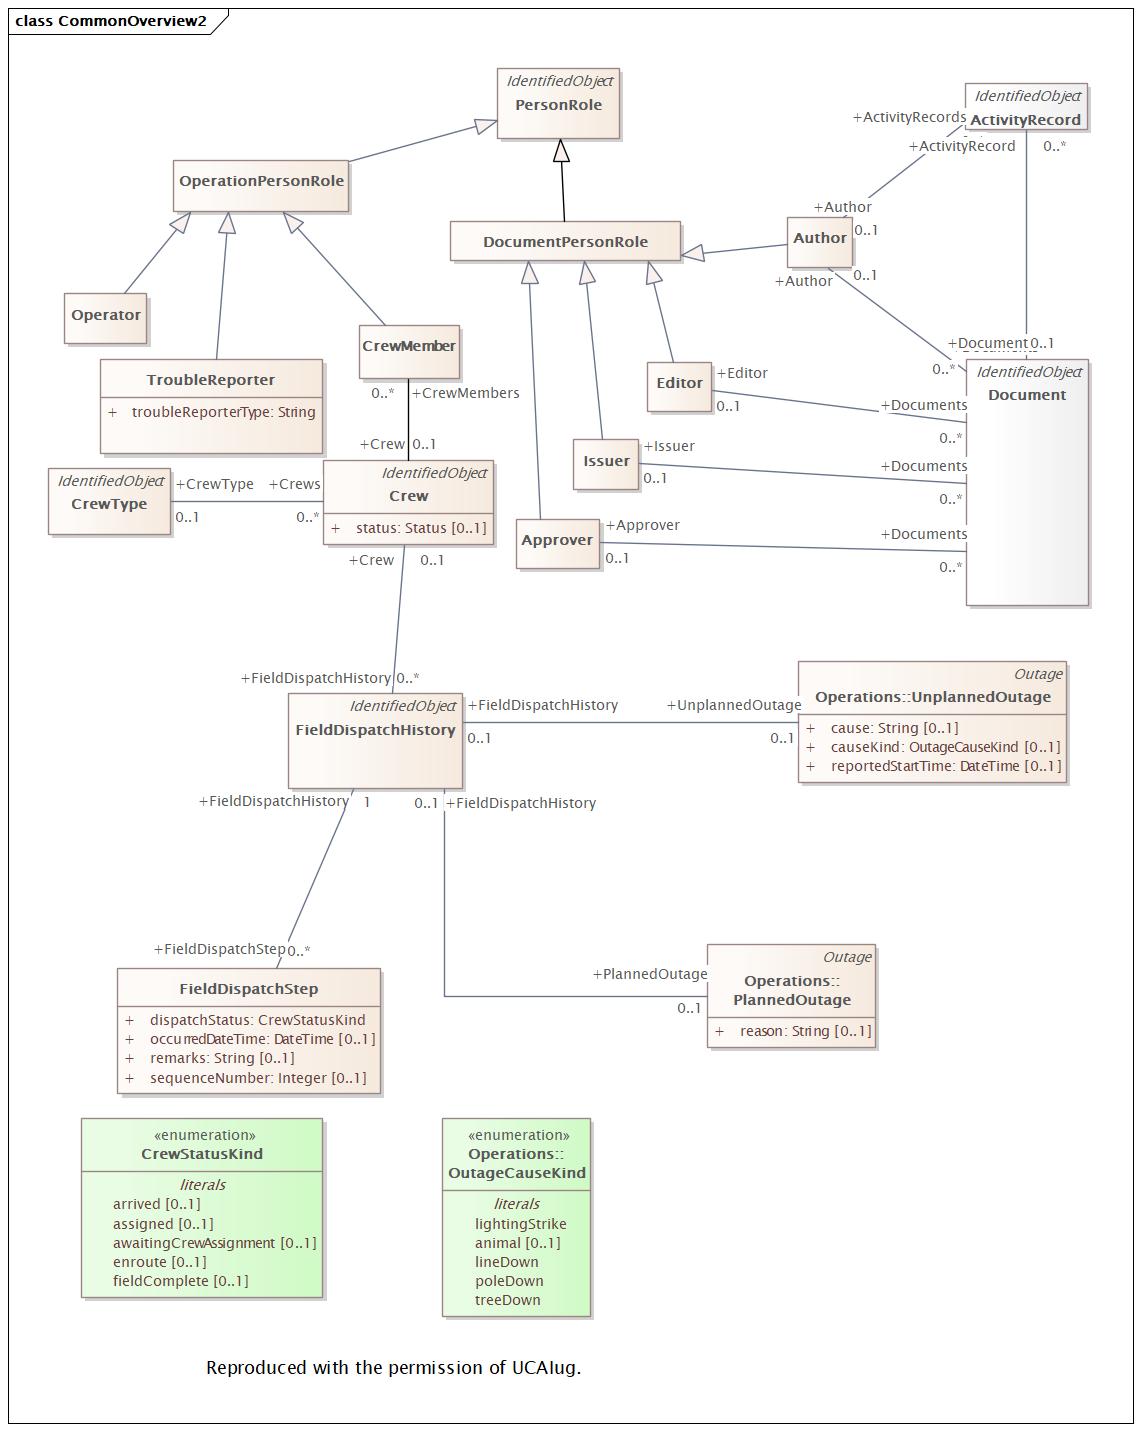 class CommonOverview2
IdentifiedObject
PersonRole
IdentifiedObject
ActivityRecord
+ActivityRecords
+ActivityRecord
0..*
OperationPersonRole
+Author
0..1
Author
DocumentPersonRole
0..1
+Author
Operator
CrewMember
+Document 0..1
TroubleReporter
+ troubleReporterType: String
0..* +CrewMembers
Editor
+Editor
0..1
0..*
IdentifiedObject
Document
+Documents
0..*
+Crew 0..1
Issuer
+Issuer
0..1
+Documents
0..*
IdentifiedObject
CrewType
+CrewType
0..1
+Crews
0..*
IdentifiedObject
Crew
+ status: Status [0..1]
Approver
+Approver
0..1
+Documents
0..*
+Crew 0..1
+FieldDispatchHistory 0..*
IdentifiedObject
FieldDispatchHistory
+FieldDispatchHistory
0..1
+UnplannedOutage
0..1
Outage
Operations::UnplannedOutage
+ cause: String [0..1]
+ causeKind: OutageCauseKind [0..1]
+ reportedStartTime: DateTime [0..1]
+FieldDispatchHistory 1
0..1 +FieldDispatchHistory
+FieldDispatchStep 0..*
FieldDispatchStep
+ dispatchStatus: CrewStatusKind
+ occurredDateTime: DateTime [0..1]
+ remarks: String [0..1]
+ sequenceNumber: Integer [0..1]
+PlannedOutage
0..1
Outage
Operations::
PlannedOutage
+ reason: String [0..1]
«enumeration»
CrewStatusKind
literals
arrived [0..1]
assigned [0..1]
awaitingCrewAssignment [0..1]
enroute [0..1]
fieldComplete [0..1]
«enumeration»
Operations::
OutageCauseKind
literals
lightingStrike
animal [0..1]
lineDown
poleDown
treeDown
Reproduced with the permission of UCAIug.